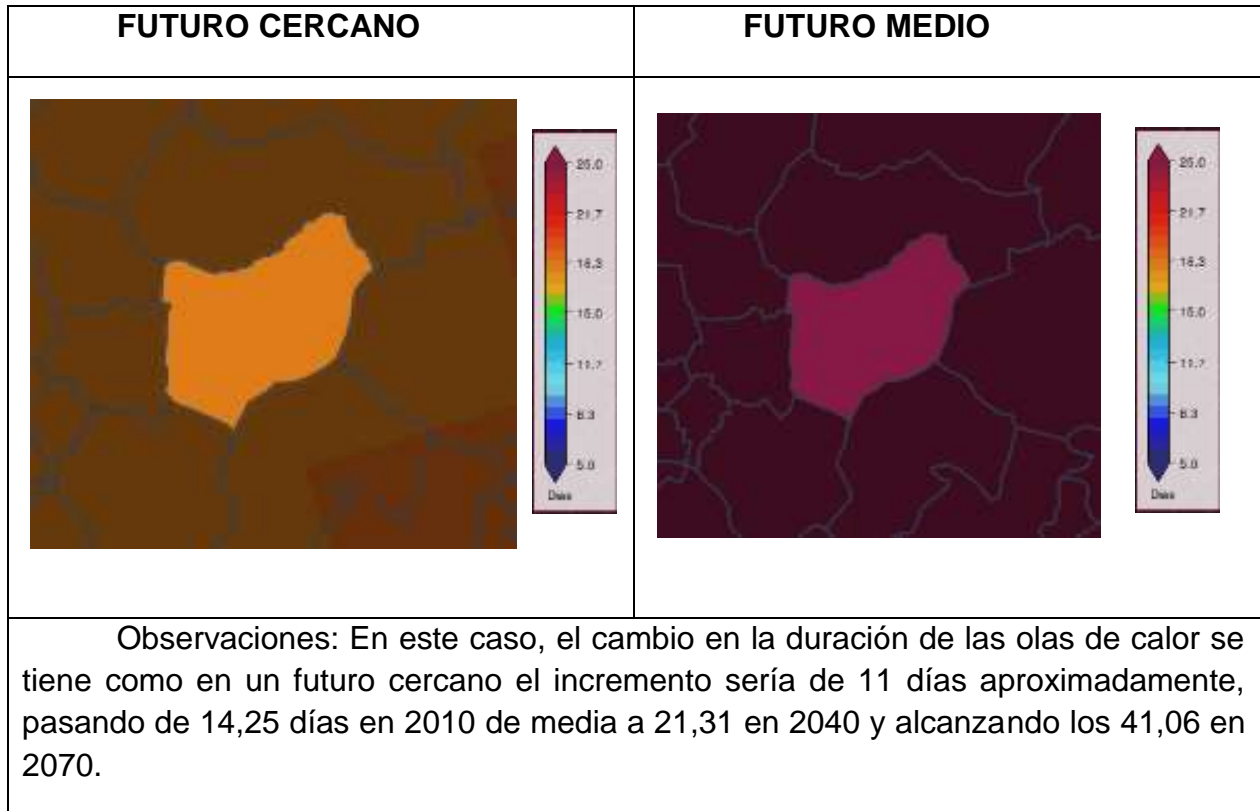 FUTURO CERCANO
FUTURO MEDIO
25.0
21.7
18.3
15.0
11.7
8.3
5.0
Días
25.0
21.7
18.3
15.0
11.7
8.3
5.0
Días
Observaciones: En este caso, el cambio en la duración de las olas de calor se
tiene como en un futuro cercano el incremento sería de 11 días aproximadamente,
pasando de 14,25 días en 2010 de media a 21,31 en 2040 y alcanzando los 41,06 en
2070.